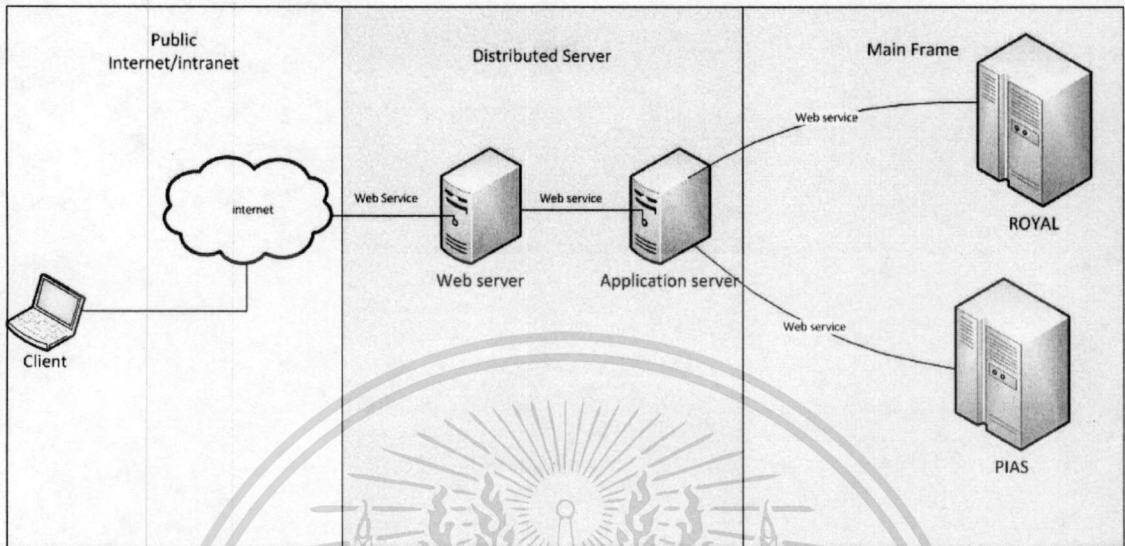 Public
Internet/intranet
Distributed Server
Main Frame
Web service
internet
Web Service
Web service
ROYAL
Web server
Application server
Web service
Client
PIAS